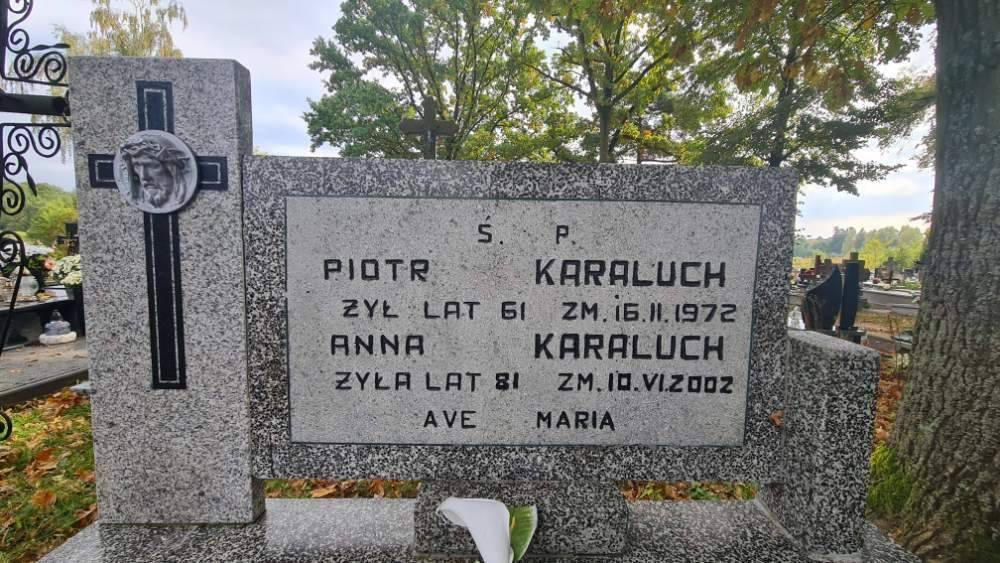 Ś. P.
PIOTR KARALUCH
ŻYŁ LAT 61 ZM. 16.II.1972
ANNA KARALUCH
ŻYŁA LAT 81 ZM. 10.VI.2002
AVE MARIA